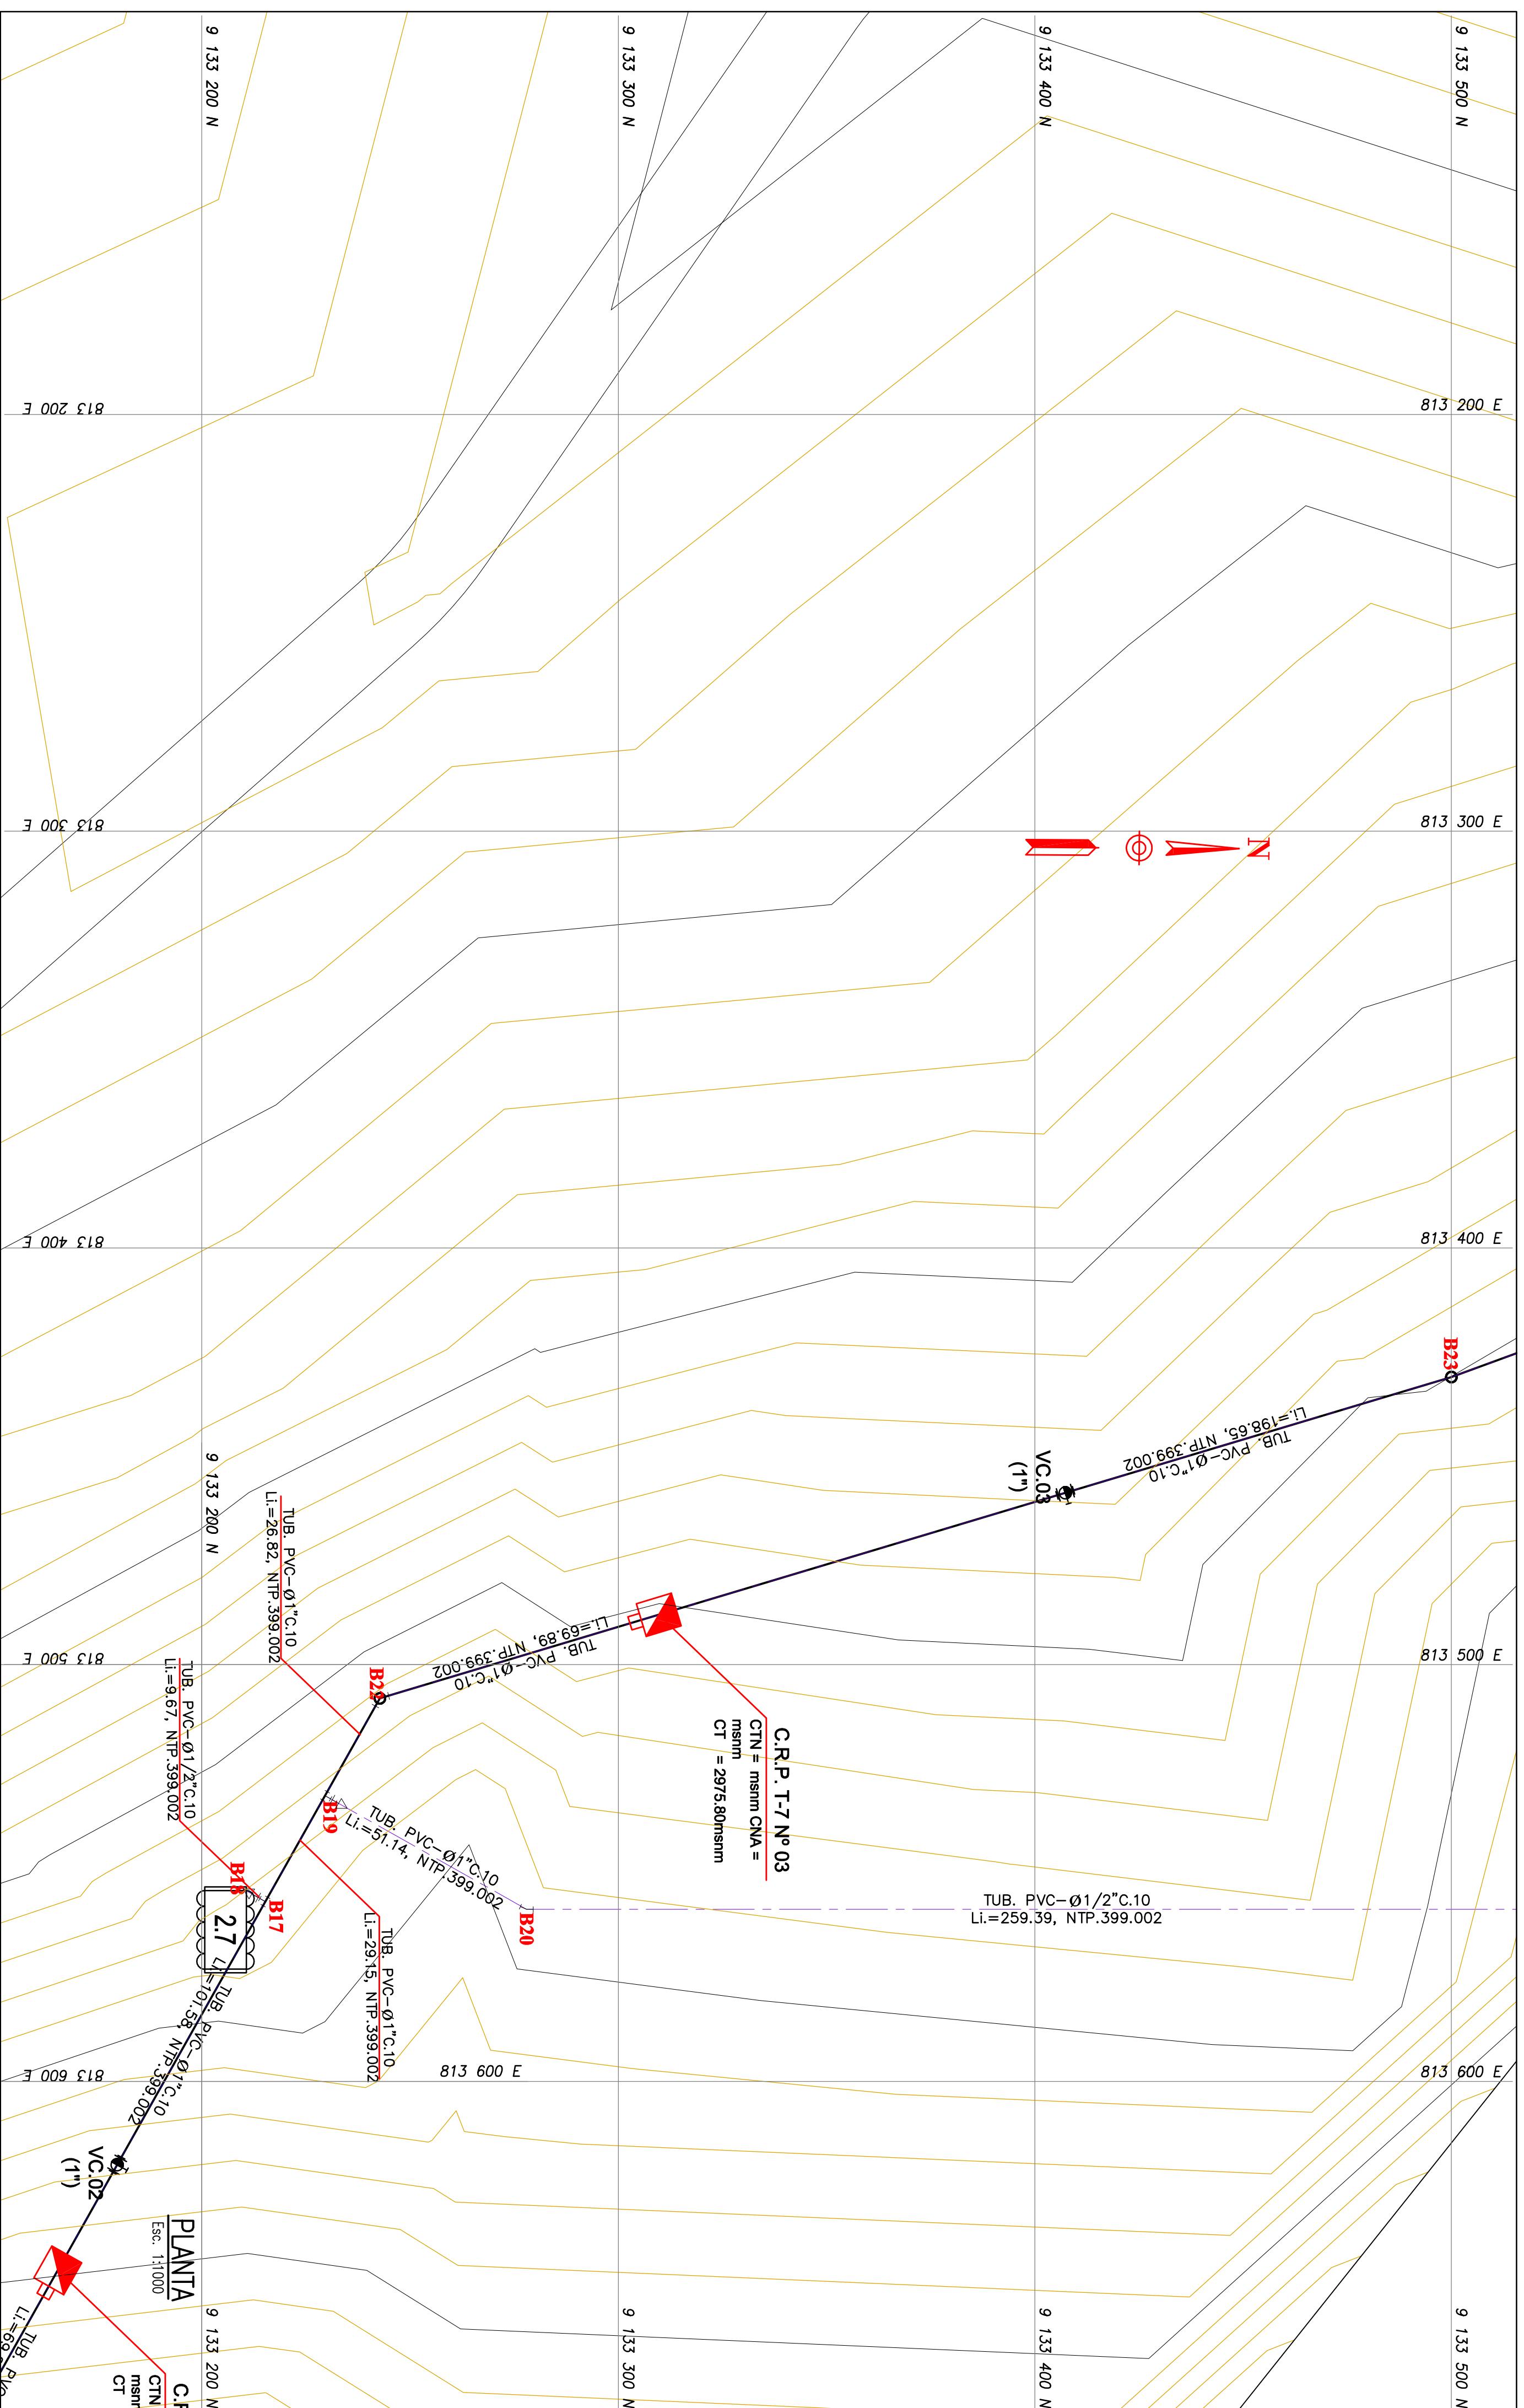 9 133 200 N
9 133 300 N
9 133 400 N
9 133 500 N
813 200 E
813 200 E
813 300 E
813 300 E
N
813 400 E
813 400 E
B23
TUB. PVC-Ø1"C.10
Li.=198.65, NTP.399.002
VC.03
(1")
9 133 200 N
TUB. PVC-Ø1"C.10
Li.=26.82, NTP.399.002
TUB. PVC-Ø1"C.10
Li.=69.89, NTP.399.002
813 500 E
813 500 E
TUB. PVC-Ø1/2"C.10
Li.=9.67, NTP.399.002
C.R.P. T-7 Nº 03
CTN = msnm CNA =
msnm
CT = 2975.80msnm
B19
TUB. PVC-Ø1"C.10
Li.=51.14, NTP.399.002
B18
B17
B20
TUB. PVC-Ø1/2"C.10
Li.=259.39, NTP.399.002
2.7
TUB. PVC-Ø1"C.10
Li.=29.15, NTP.399.002
TUB. PVC-Ø1"C.10
Li.=101.58, NTP.399.002
813 600 E
813 600 E
813 600 E
VC.02
(1")
PLANTA
Esc. 1:1000
9 133 200 N
9 133 300 N
9 133 400 N
9 133 500 N
CTN
CT
TUB.